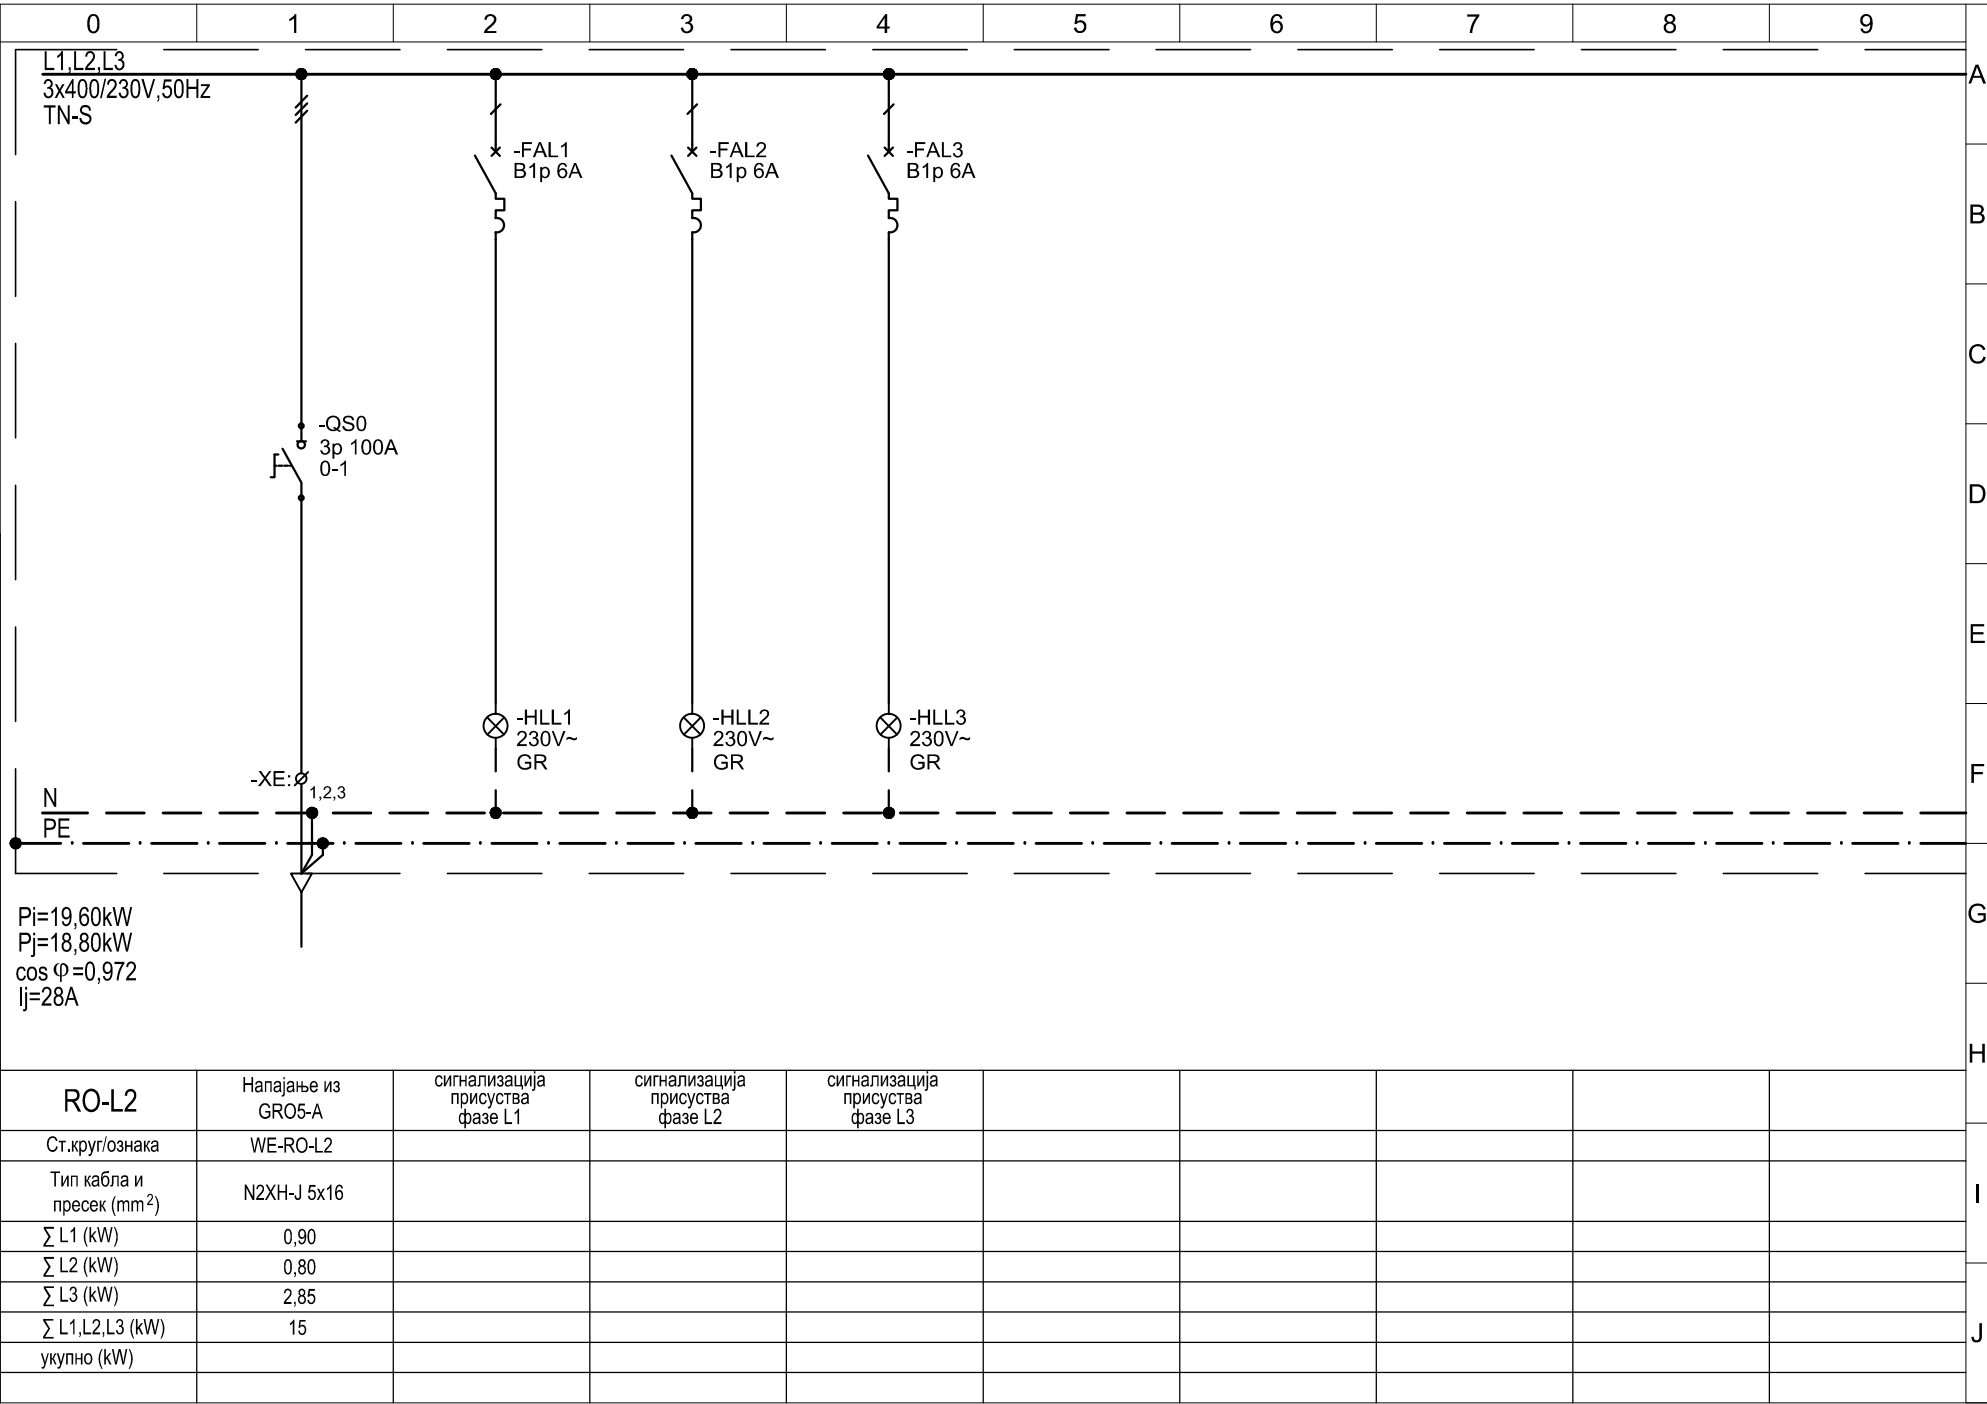 0 1 2 3 4 5 6 7 8 9
L1,L2,L3
3x400/230V,50Hz
TN-S
A
-FAL1
B1p 6A
-FAL2
B1p 6A
-FAL3
B1p 6A
B
C
-QS0
3p 100A
0-1
D
E
-HLL1
230V~
GR
-HLL2
230V~
GR
-HLL3
230V~
GR
-XE:
1,2,3
F
N
PE
Pi=19,60kW
Pj=18,80kW
cos φ=0,972
Ij=28A
G
H
RO-L2
Напајање из
GRO5-A
сигнализација
присуства
фазе L1
сигнализација
присуства
фазе L2
сигнализација
присуства
фазе L3
Ст.круг/ознака WE-RO-L2
I
Тип кабла и
пресек (mm²)
N2XH-J 5x16
∑ L1 (kW) 0,90
∑ L2 (kW) 0,80
∑ L3 (kW) 2,85
∑ L1,L2,L3 (kW) 15
J
укупно (kW)